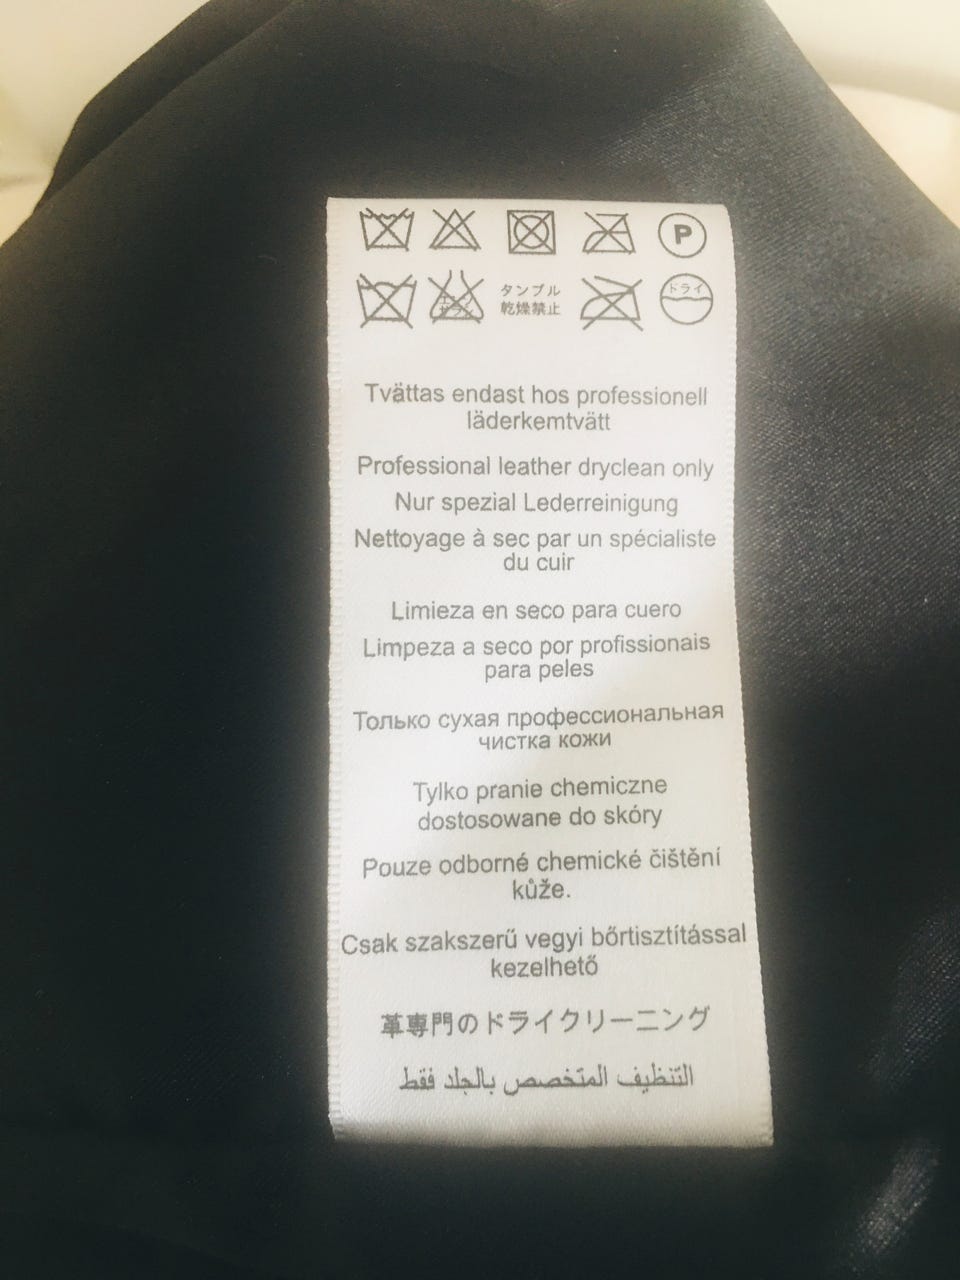 P
タンブル
乾燥禁止
ドライ
Tvättas endast hos professionell
läderkemtvätt
Professional leather dryclean only
Nur spezial Lederreinigung
Nettoyage à sec par un spécialiste
du cuir
Limieza en seco para cuero
Limpeza a seco por profissionais
para peles
Только сухая профессиональная
чистка кожи
Tylko pranie chemiczne
dostosowane do skóry
Pouze odborné chemické čištění
kůže.
Csak szakszerű vegyi bőrtisztítással
kezelhető
革専門のドライクリーニング
التنظيف المتخصص بالجلد فقط